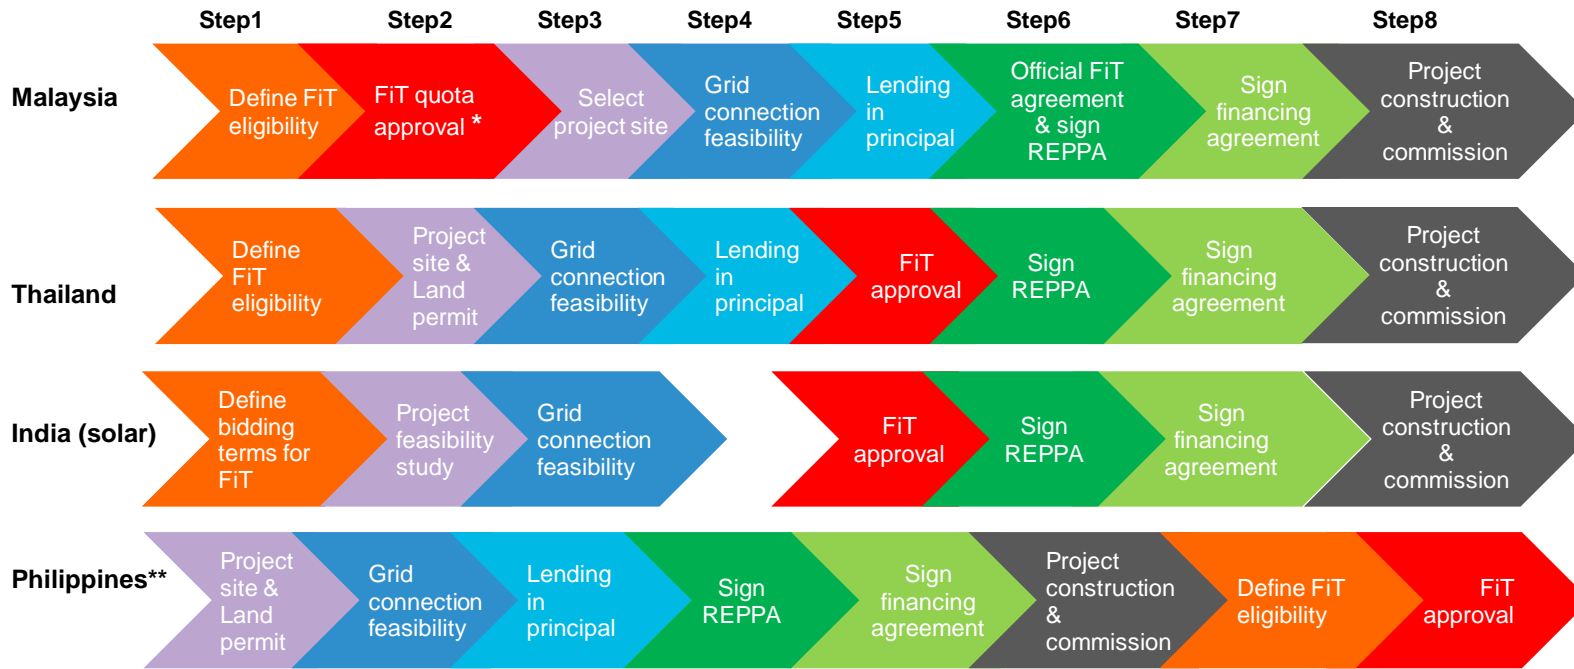 Step1 Step2 Step3 Step4 Step5 Step6 Step7 Step8
Malaysia
Define FiT
eligibility
FiT quota
approval *
Select
project site
Grid
connection
feasibility
Lending
in
principal
Official FiT
agreement
& sign
REPPA
Sign
financing
agreement
Project
construction
&
commission
Thailand
Define
FiT
eligibility
Project
site &
Land
permit
Grid
connection
feasibility
Lending
in
principal
FiT
approval
Sign
REPPA
Sign
financing
agreement
Project
construction
&
commission
India (solar)
Define
bidding
terms for
FiT
Project
feasibility
study
Grid
connection
feasibility
FiT
approval
Sign
REPPA
Sign
financing
agreement
Project
construction
&
commission
Philippines**
Project
site &
Land
permit
Grid
connection
feasibility
Lending
in
principal
Sign
REPPA
Sign
financing
agreement
Project
construction
&
commission
Define FiT
eligibility
FiT
approval